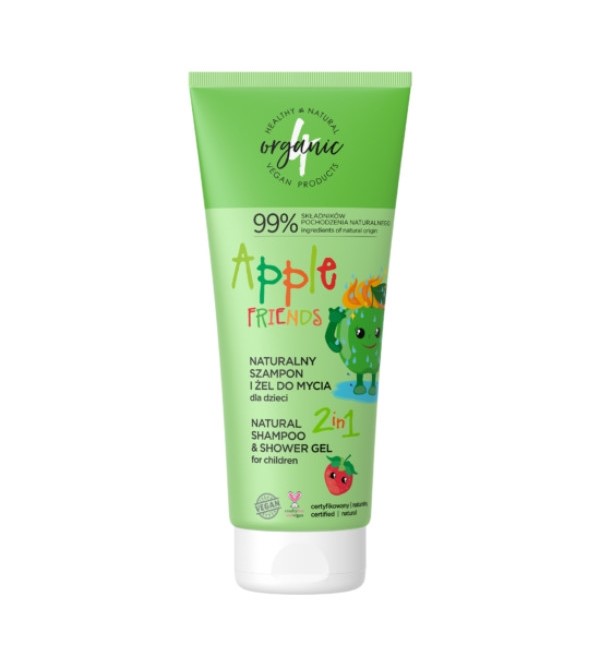 HEALTHY & NATURAL
4
organic
VEGAN PRODUCTS
99% SKŁADNIKÓW
POCHODZENIA NATURALNEGO
ingredients of natural origin
Apple
FRIENDS
NATURALNY
SZAMPON
I ŻEL DO MYCIA
dla dzieci
NATURAL
SHAMPOO
& SHOWER GEL
for children
2in1
VEGAN
certyfikowany | naturalny
certified | natural